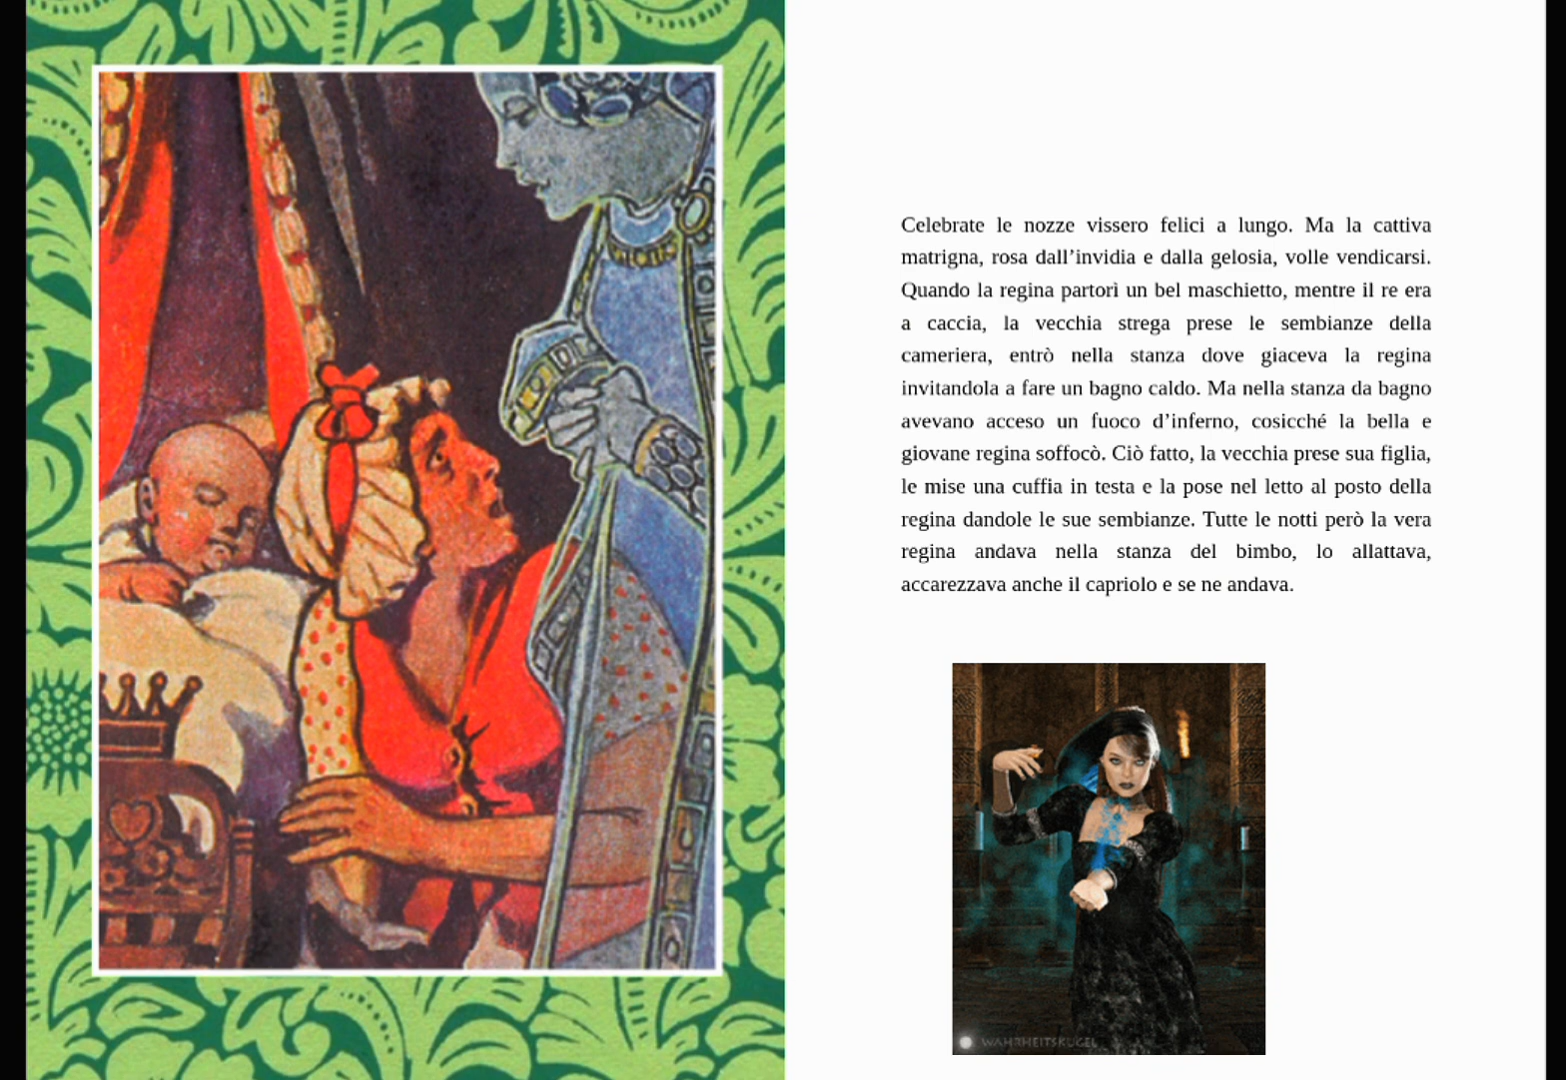 Celebrate le nozze vissero felici a lungo. Ma la cattiva
matrigna, rosa dall’invidia e dalla gelosia, volle vendicarsi.
Quando la regina partorì un bel maschietto, mentre il re era
a caccia, la vecchia strega prese le sembianze della
cameriera, entrò nella stanza dove giaceva la regina
invitandola a fare un bagno caldo. Ma nella stanza da bagno
avevano acceso un fuoco d’inferno, cosicché la bella e
giovane regina soffocò. Ciò fatto, la vecchia prese sua figlia,
le mise una cuffia in testa e la pose nel letto al posto della
regina dandole le sue sembianze. Tutte le notti però la vera
regina andava nella stanza del bimbo, lo allattava,
accarezzava anche il capriolo e se ne andava.
WAHRHEITSKUGEL